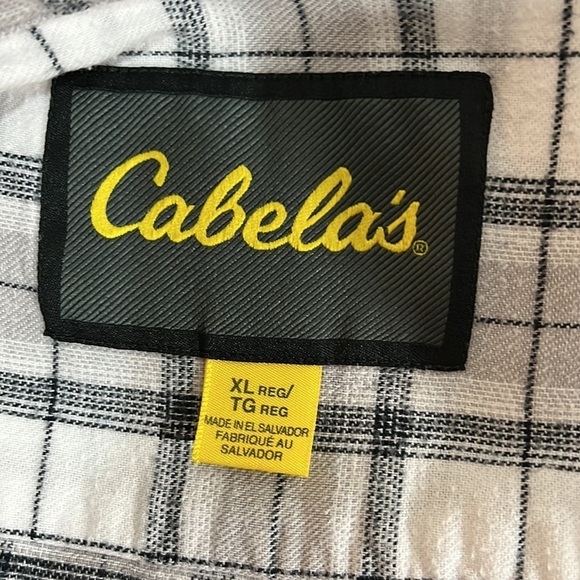 Cabela's®
XL REG/
TG REG
MADE IN EL SALVADOR
FABRIQUÉ AU
SALVADOR